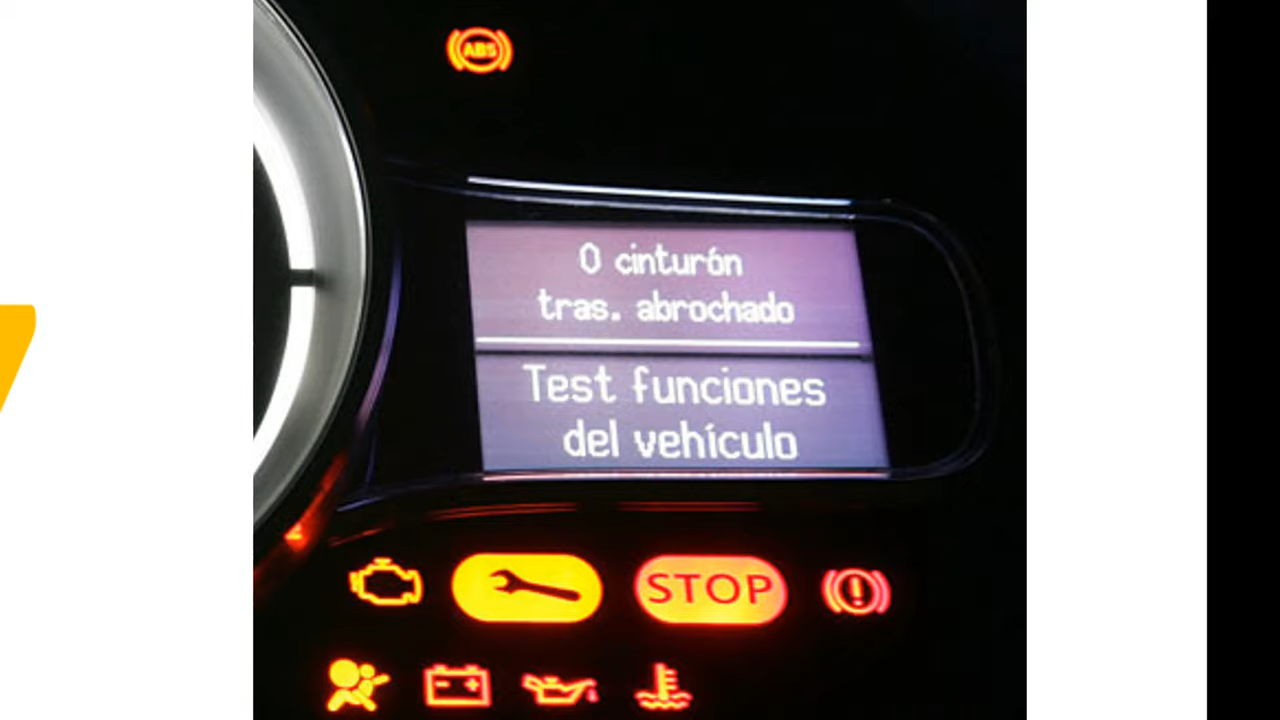 ABS
0 cinturón
tras. abrochado
Test funciones
del vehículo
STOP